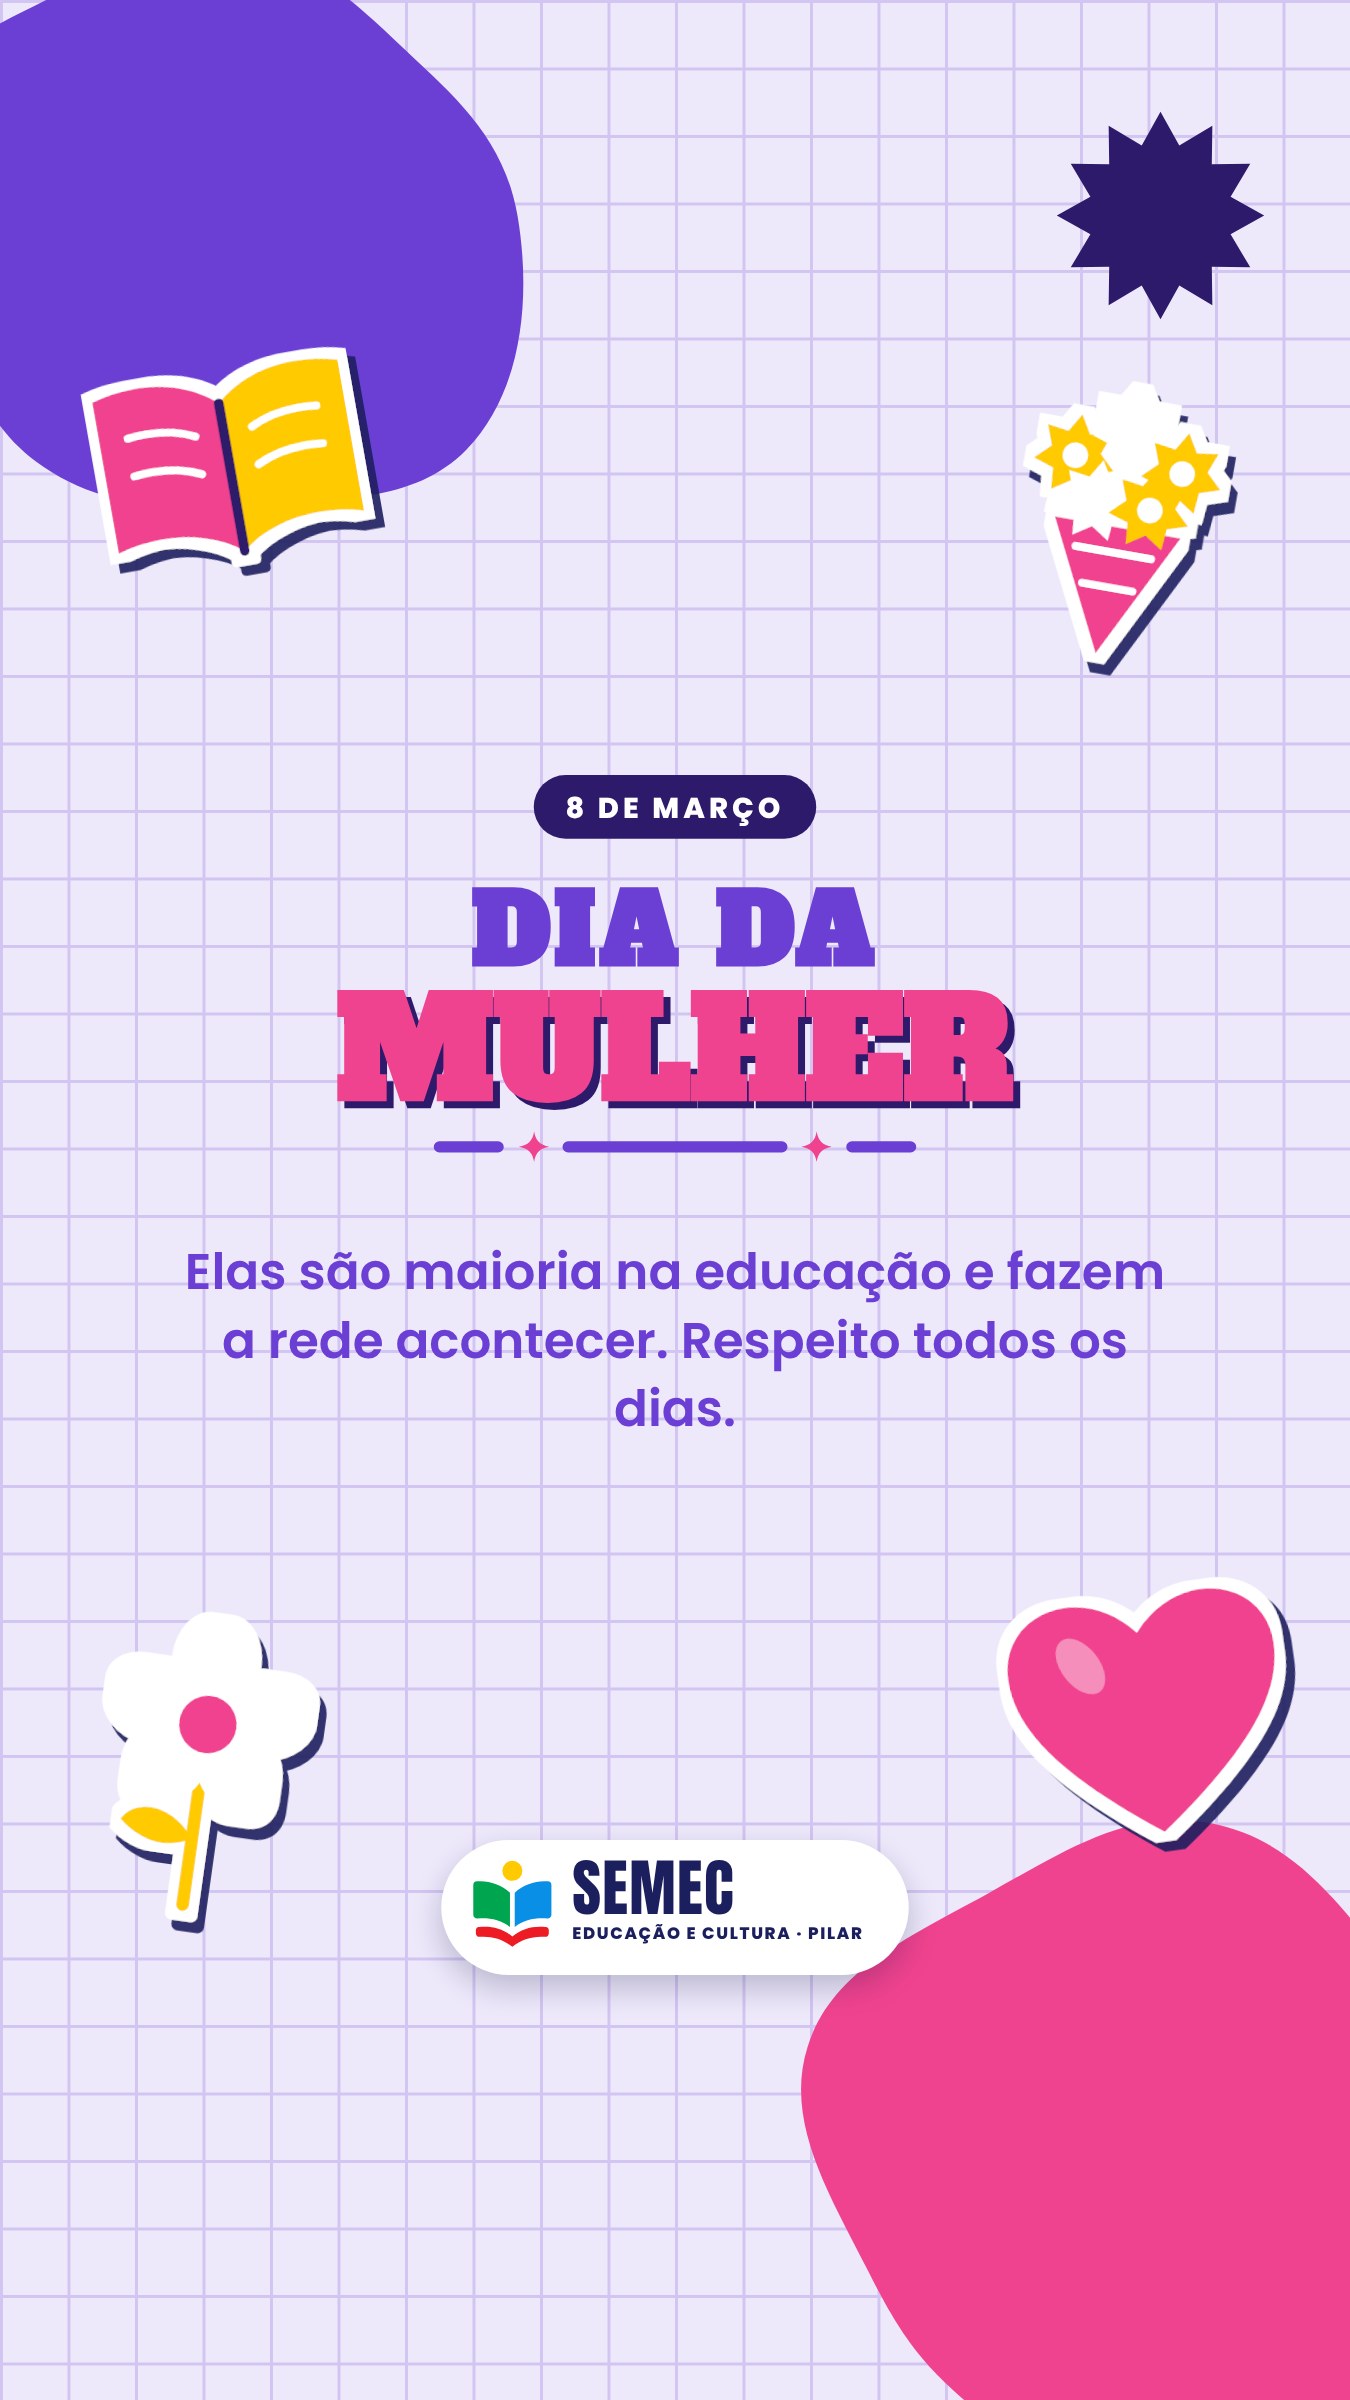 8 DE MARÇO
DIA DA
MULHER
Elas são maioria na educação e fazem
a rede acontecer. Respeito todos os
dias.
SEMEC
EDUCAÇÃO E CULTURA · PILAR